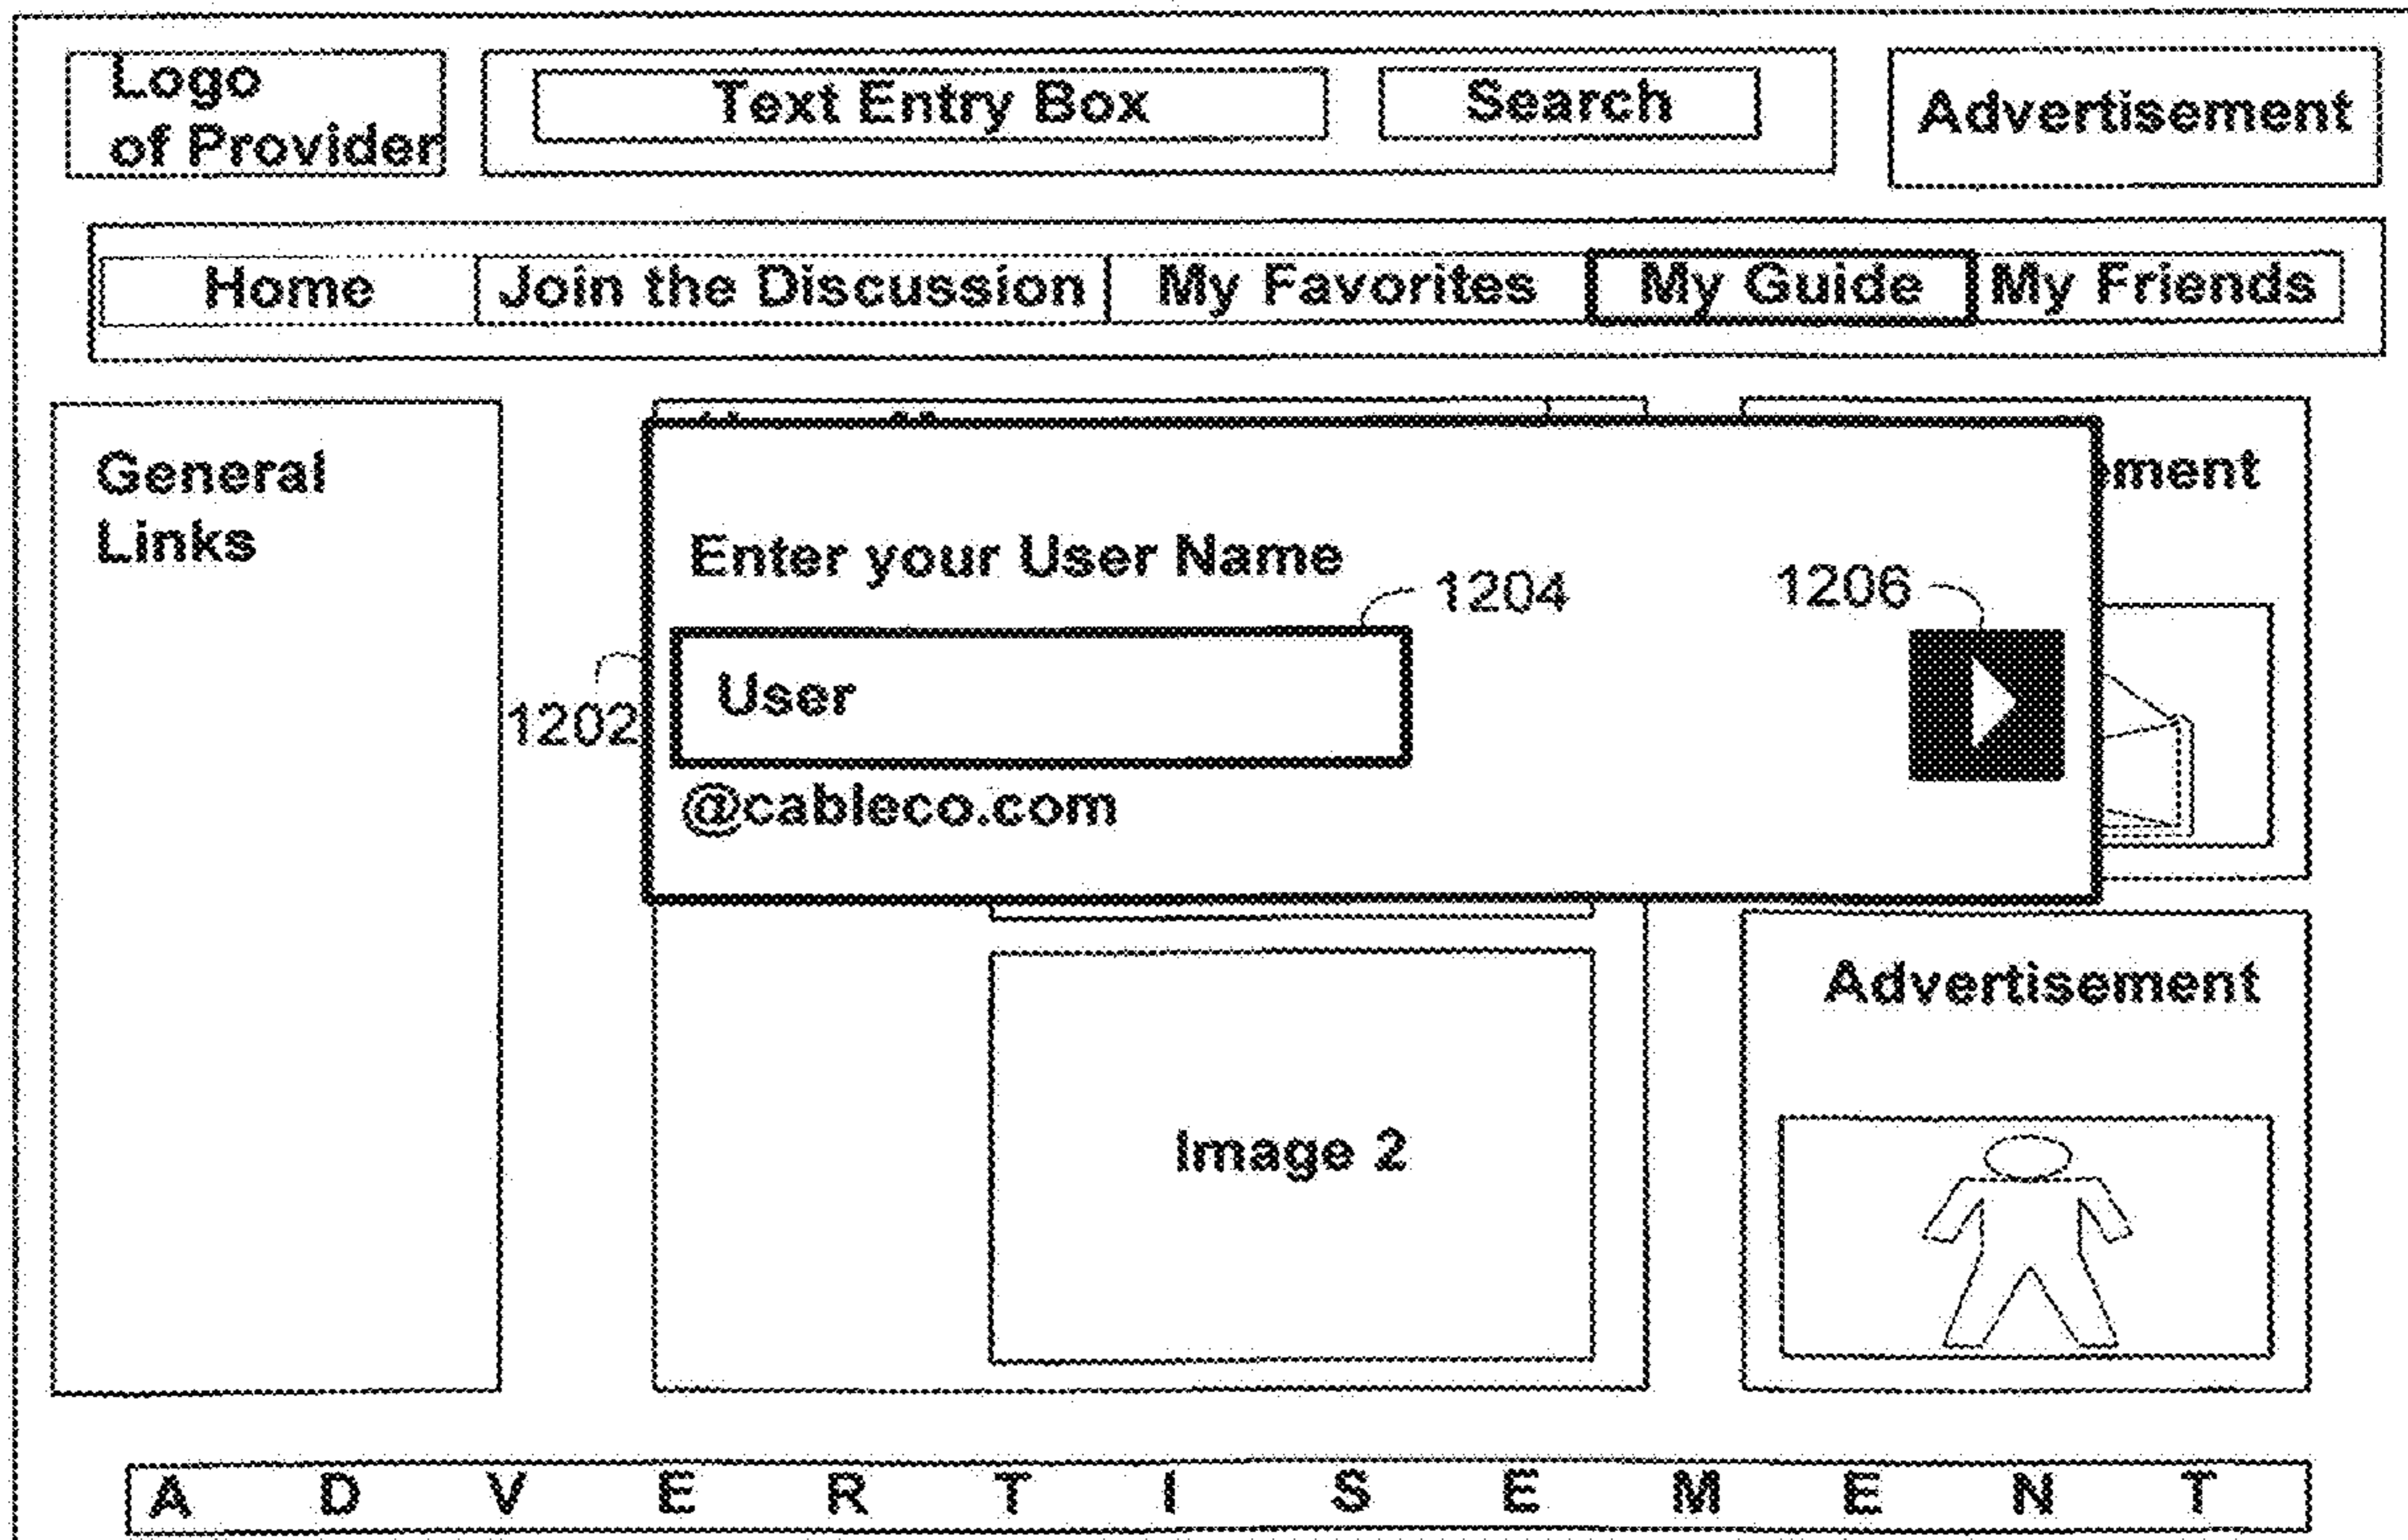 Logo
of Provider
Text Entry Box
Search
Advertisement
Home
Join the Discussion
My Favorites
My Guide
My Friends
General
Links
ement
Enter your User Name
1204
1206
User
1202
@cableco.com
Advertisement
Image 2
A D V E R T I S E M E N T